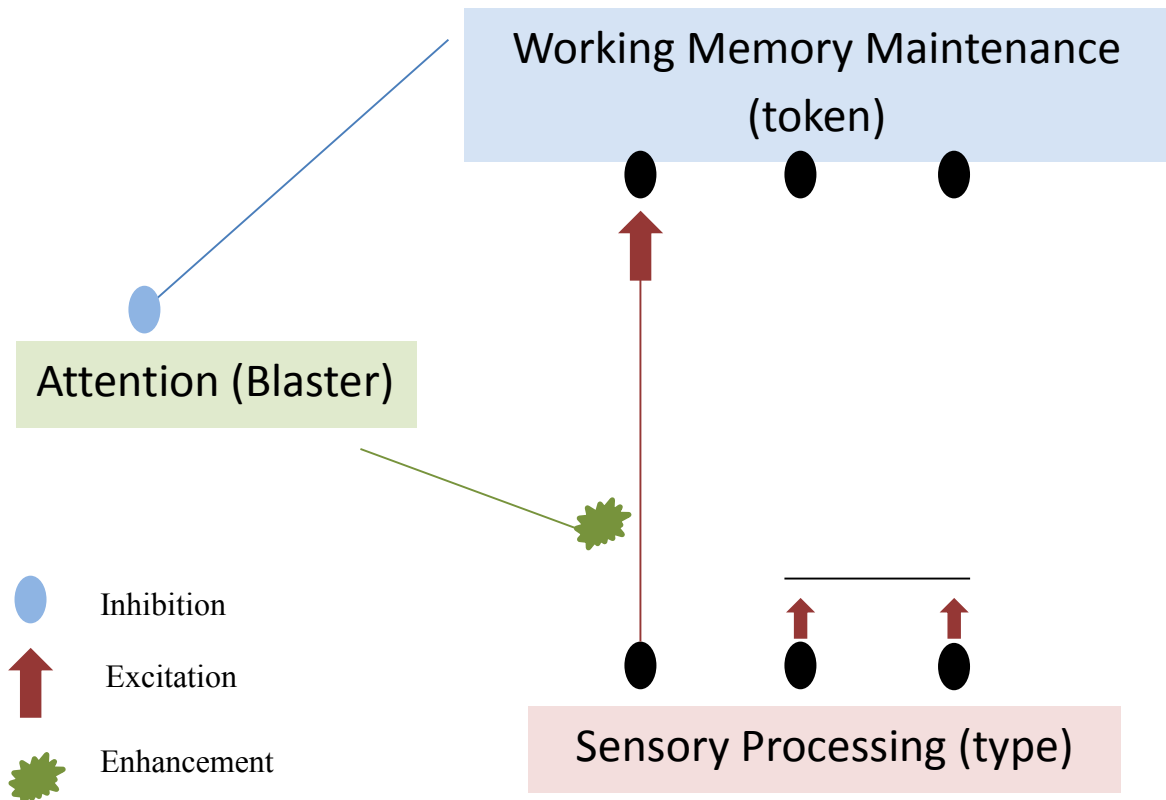 Working Memory Maintenance
(token)
Attention (Blaster)
Inhibition
Excitation
Enhancement
Sensory Processing (type)